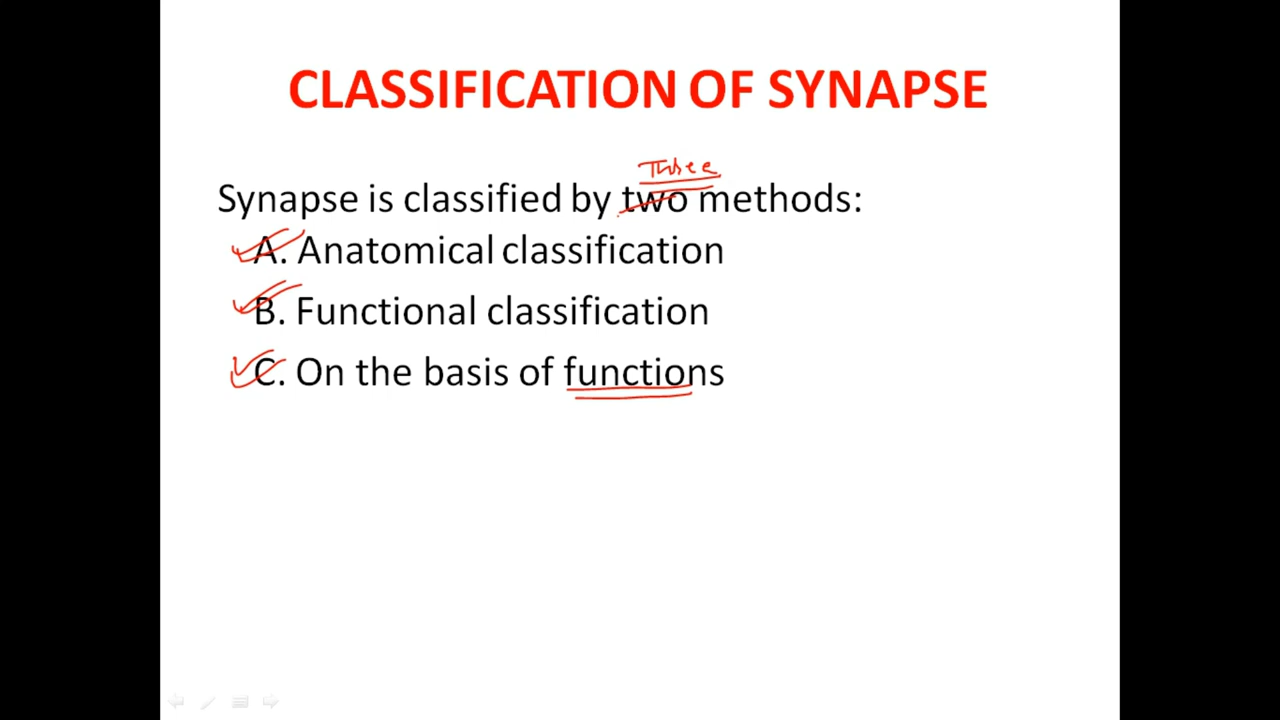 CLASSIFICATION OF SYNAPSE
Three
Synapse is classified by two methods:
A. Anatomical classification
B. Functional classification
C. On the basis of functions